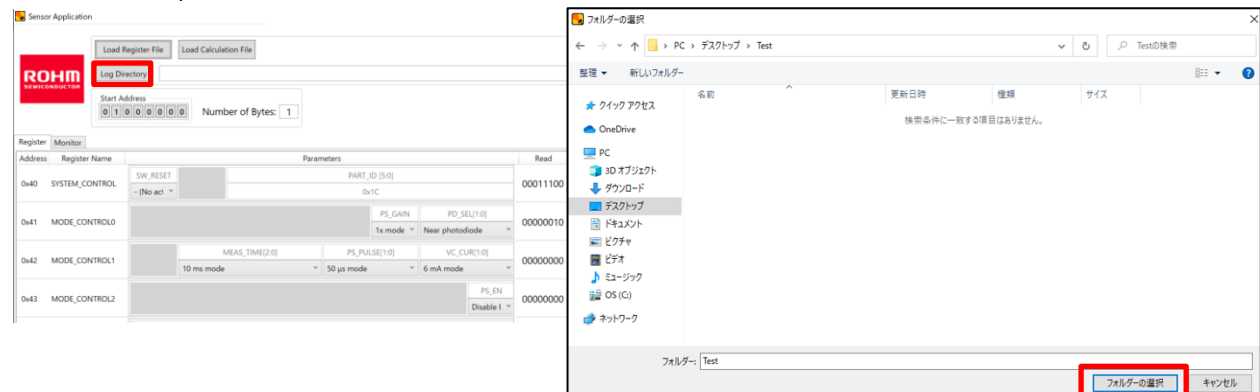 Sensor Application
Load Register File
Load Calculation File
ROHM
SEMICONDUCTOR
Log Directory
Start Address
0 1 0 0 0 0 0 0
Number of Bytes: 1
Register
Monitor
Address Register Name Parameters Read
0x40 SYSTEM_CONTROL SW_RESET PART_ID [5:0] 00011100
- (No act 0x1C
0x41 MODE_CONTROL0 PS_GAIN PD_SEL[1:0] 00000010
1x mode Near photodiode
0x42 MODE_CONTROL1 MEAS_TIME[2:0] PS_PULSE[1:0] VC_CUR[1:0] 00000000
10 ms mode 50 μs mode 6 mA mode
0x43 MODE_CONTROL2 PS_EN 00000000
Disable I
フォルダーの選択
PC › デスクトップ › Test
Testの検索
整理 新しいフォルダー
名前 更新日時 種類 サイズ
検索条件に一致する項目はありません。
クイック アクセス
OneDrive
PC
3D オブジェクト
ダウンロード
デスクトップ
ドキュメント
ピクチャ
ビデオ
ミュージック
OS (C:)
ネットワーク
フォルダー: Test
フォルダーの選択
キャンセル